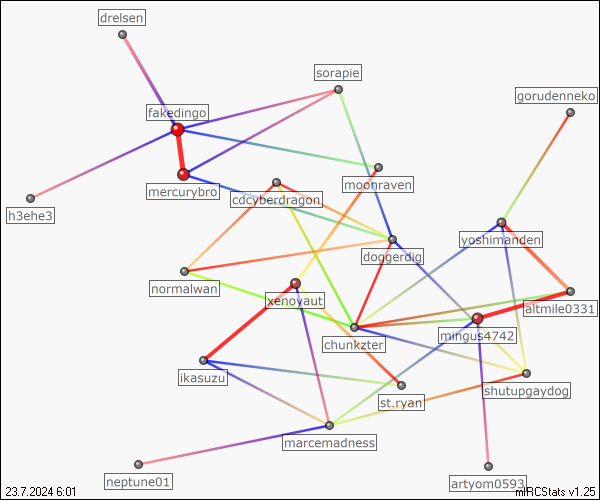 drelsen
sorapie
gorudenneko
fakedingo
moonraven
mercurybro
cdcyberdragon
h3ehe3
yoshimanden
doggerdig
normalwan
xenoyaut
altmile0331
mingus4742
chunkzter
ikasuzu
shutupgaydog
st.ryan
marcemadness
neptune01
artyom0593
23.7.2024 6:01
mIRCStats v1.25